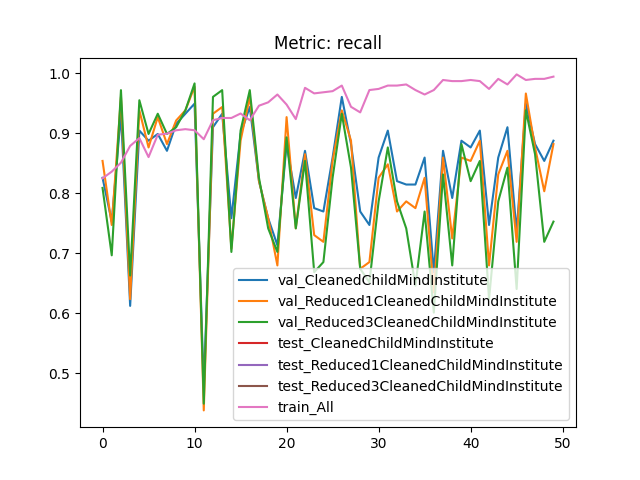 Metric: recall
1.0
0.9
0.8
0.7
0.6
0.5
val_CleanedChildMindInstitute
val_Reduced1CleanedChildMindInstitute
val_Reduced3CleanedChildMindInstitute
test_CleanedChildMindInstitute
test_Reduced1CleanedChildMindInstitute
test_Reduced3CleanedChildMindInstitute
train_All
0 10 20 30 40 50